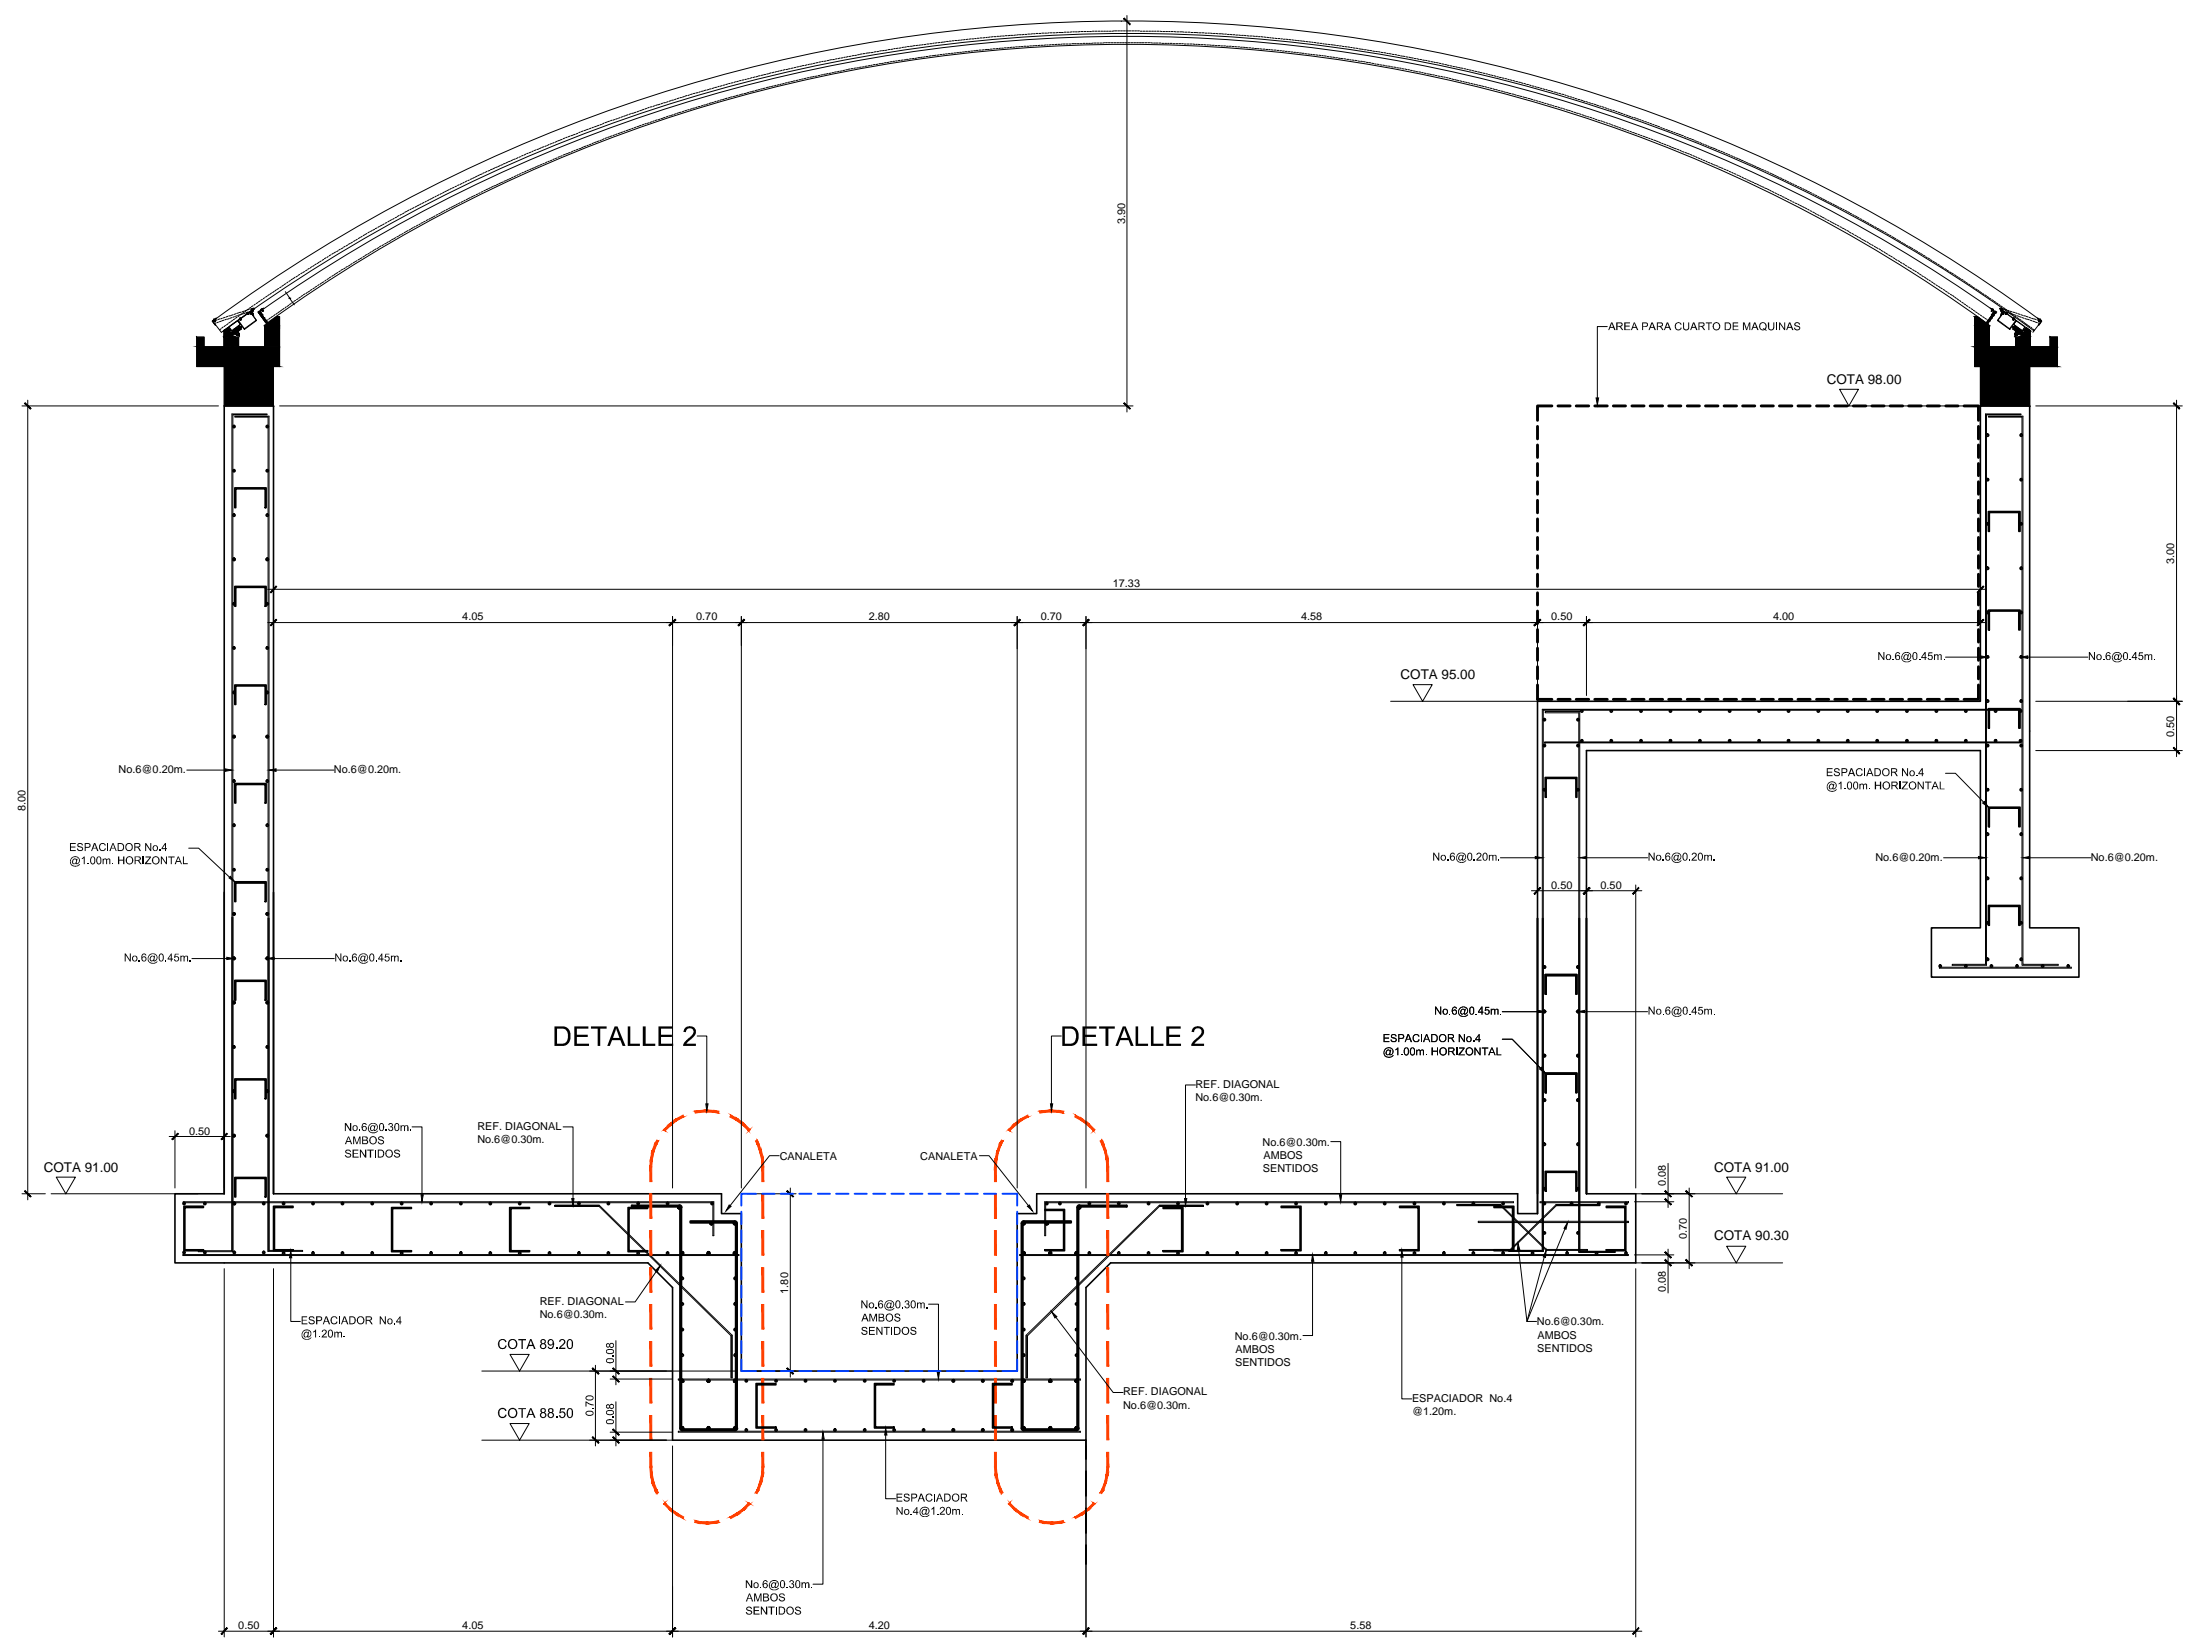 3.90
AREA PARA CUARTO DE MAQUINAS
COTA 98.00
3.00
17.33
4.05
0.70
2.80
0.70
4.58
0.50
4.00
No.6@0.45m.
No.6@0.45m.
COTA 95.00
0.50
No.6@0.20m.
No.6@0.20m.
8.00
ESPACIADOR No.4
@1.00m. HORIZONTAL
ESPACIADOR No.4
@1.00m. HORIZONTAL
No.6@0.20m.
No.6@0.20m.
No.6@0.20m.
No.6@0.20m.
0.50
0.50
No.6@0.45m.
No.6@0.45m.
No.6@0.45m.
No.6@0.45m.
DETALLE 2
DETALLE 2
ESPACIADOR No.4
@1.00m. HORIZONTAL
REF. DIAGONAL
No.6@0.30m.
0.50
No.6@0.30m.
AMBOS
SENTIDOS
REF. DIAGONAL
No.6@0.30m.
CANALETA
CANALETA
No.6@0.30m.
AMBOS
SENTIDOS
COTA 91.00
0.08
COTA 91.00
0.70
COTA 90.30
0.08
1.80
ESPACIADOR No.4
@1.20m.
REF. DIAGONAL
No.6@0.30m.
No.6@0.30m.
AMBOS
SENTIDOS
No.6@0.30m.
AMBOS
SENTIDOS
No.6@0.30m.
AMBOS
SENTIDOS
COTA 89.20
0.08
0.70
0.08
COTA 88.50
REF. DIAGONAL
No.6@0.30m.
ESPACIADOR No.4
@1.20m.
ESPACIADOR
No.4@1.20m.
No.6@0.30m.
AMBOS
SENTIDOS
0.50
4.05
4.20
5.58